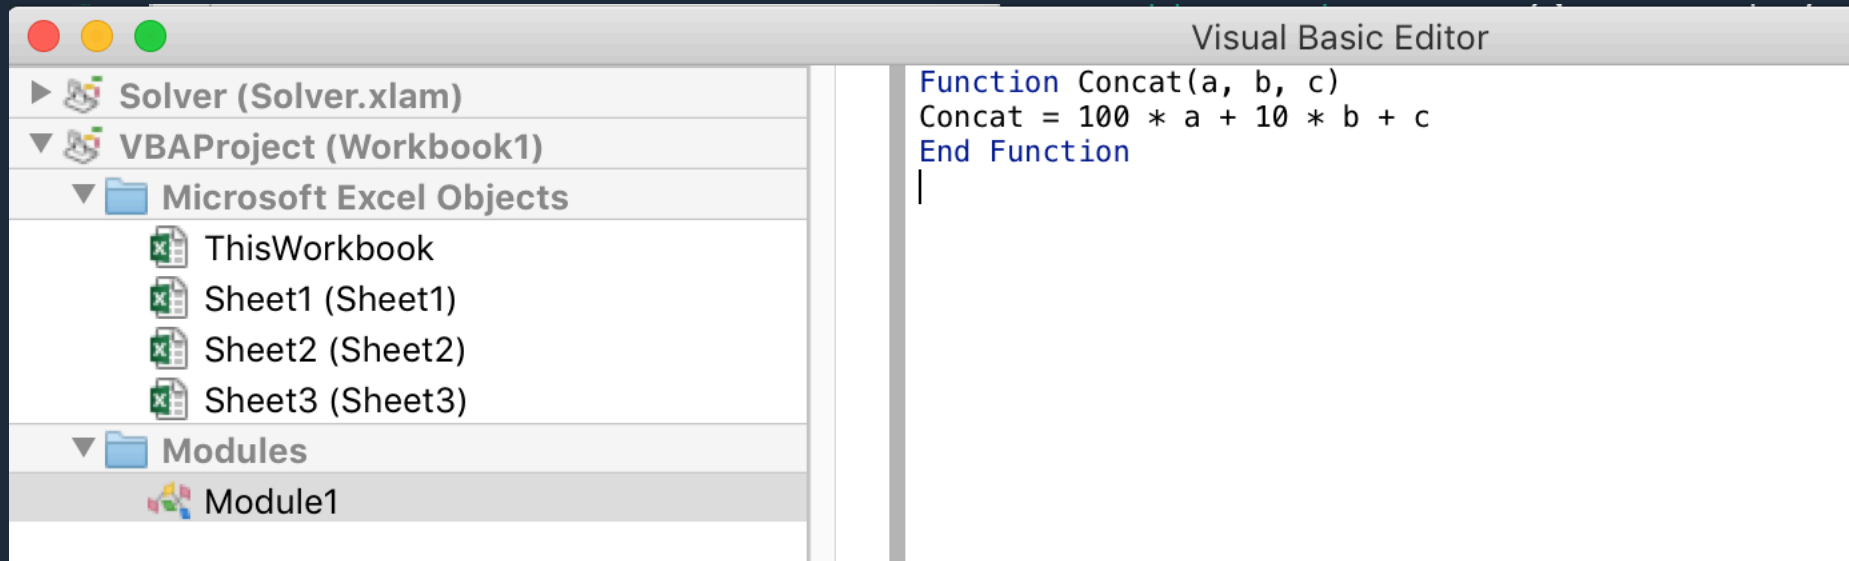 Visual Basic Editor
Solver (Solver.xlam)
VBAProject (Workbook1)
Microsoft Excel Objects
ThisWorkbook
Sheet1 (Sheet1)
Sheet2 (Sheet2)
Sheet3 (Sheet3)
Modules
Module1
Function Concat(a, b, c)
Concat = 100 * a + 10 * b + c
End Function